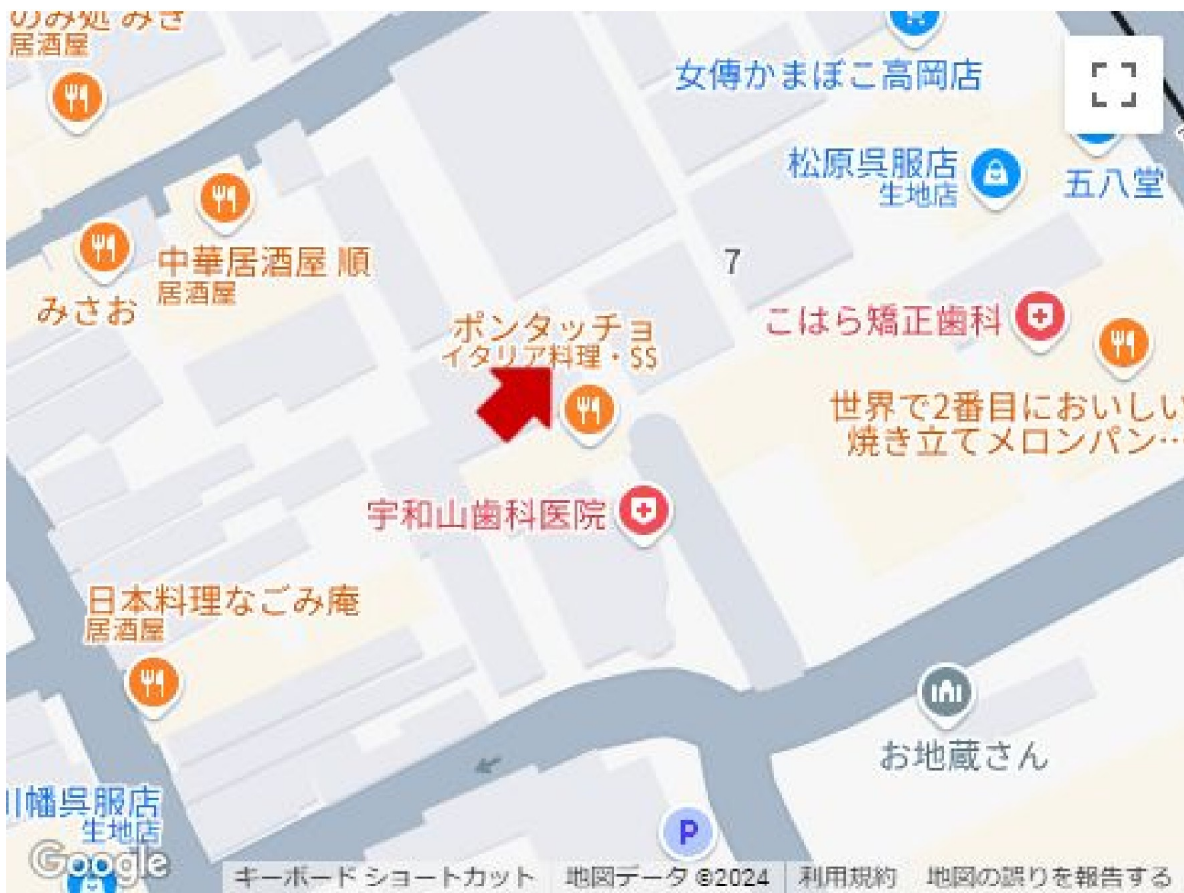 のみ処 みき
居酒屋
女傳かまぼこ高岡店
松原呉服店
生地店
五八堂
中華居酒屋 順
居酒屋
みさお
7
ポンタッチョ
イタリア料理・$$
こはら矯正歯科
世界で2番目においしい
焼き立てメロンパン…
宇和山歯科医院
日本料理なごみ庵
居酒屋
お地蔵さん
川幡呉服店
生地店
P
Google
キーボード ショートカット
地図データ ©2024
利用規約
地図の誤りを報告する